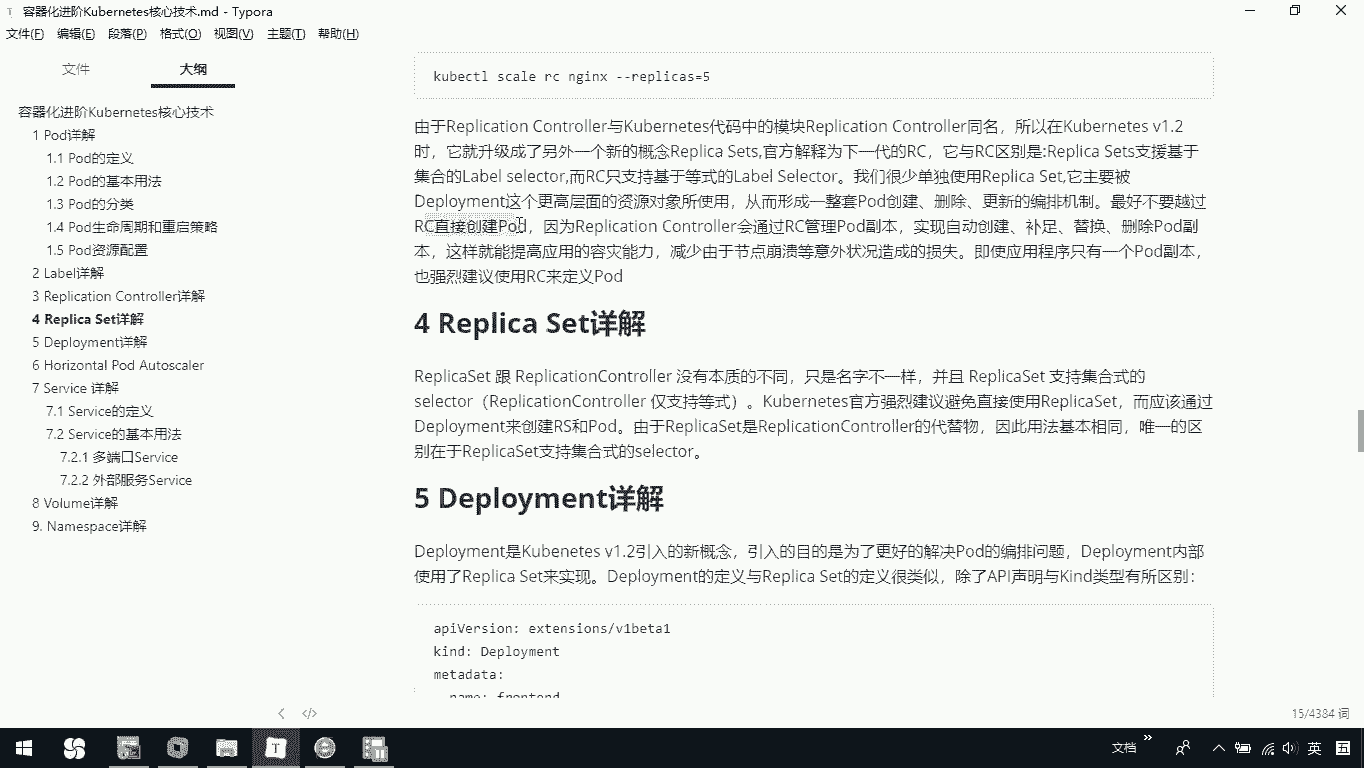 容器化进阶Kubernetes核心技术.md - Typora
文件(F) 编辑(E) 段落(P) 格式(O) 视图(V) 主题(T) 帮助(H)
文件 大纲
容器化进阶Kubernetes核心技术
1 Pod详解
1.1 Pod的定义
1.2 Pod的基本用法
1.3 Pod的分类
1.4 Pod生命周期和重启策略
1.5 Pod资源配置
2 Label详解
3 Replication Controller详解
4 Replica Set详解
5 Deployment详解
6 Horizontal Pod Autoscaler
7 Service 详解
7.1 Service的定义
7.2 Service的基本用法
7.2.1 多端口Service
7.2.2 外部服务Service
8 Volume详解
9. Namespace详解
kubectl scale rc nginx --replicas=5
由于Replication Controller与Kubernetes代码中的模块Replication Controller同名，所以在Kubernetes v1.2
时，它就升级成了另外一个新的概念Replica Sets,官方解释为下一代的RC，它与RC区别是:Replica Sets支援基于
集合的Label selector,而RC只支持基于等式的Label Selector。我们很少单独使用Replica Set,它主要被
Deployment这个更高层面的资源对象所使用，从而形成一整套Pod创建、删除、更新的编排机制。最好不要越过
RC直接创建Pod，因为Replication Controller会通过RC管理Pod副本，实现自动创建、补足、替换、删除Pod副
本，这样就能提高应用的容灾能力，减少由于节点崩溃等意外状况造成的损失。即使应用程序只有一个Pod副本，
也强烈建议使用RC来定义Pod
4 Replica Set详解
ReplicaSet 跟 ReplicationController 没有本质的不同，只是名字不一样，并且 ReplicaSet 支持集合式的
selector（ReplicationController 仅支持等式）。Kubernetes官方强烈建议避免直接使用ReplicaSet，而应该通过
Deployment来创建RS和Pod。由于ReplicaSet是ReplicationController的代替物，因此用法基本相同，唯一的区
别在于ReplicaSet支持集合式的selector。
5 Deployment详解
Deployment是Kubenetes v1.2引入的新概念，引入的目的是为了更好的解决Pod的编排问题，Deployment内部
使用了Replica Set来实现。Deployment的定义与Replica Set的定义很类似，除了API声明与Kind类型有所区别：
apiVersion: extensions/v1beta1
kind: Deployment
metadata:
name: frontend
15/4384 词
文档 英 五